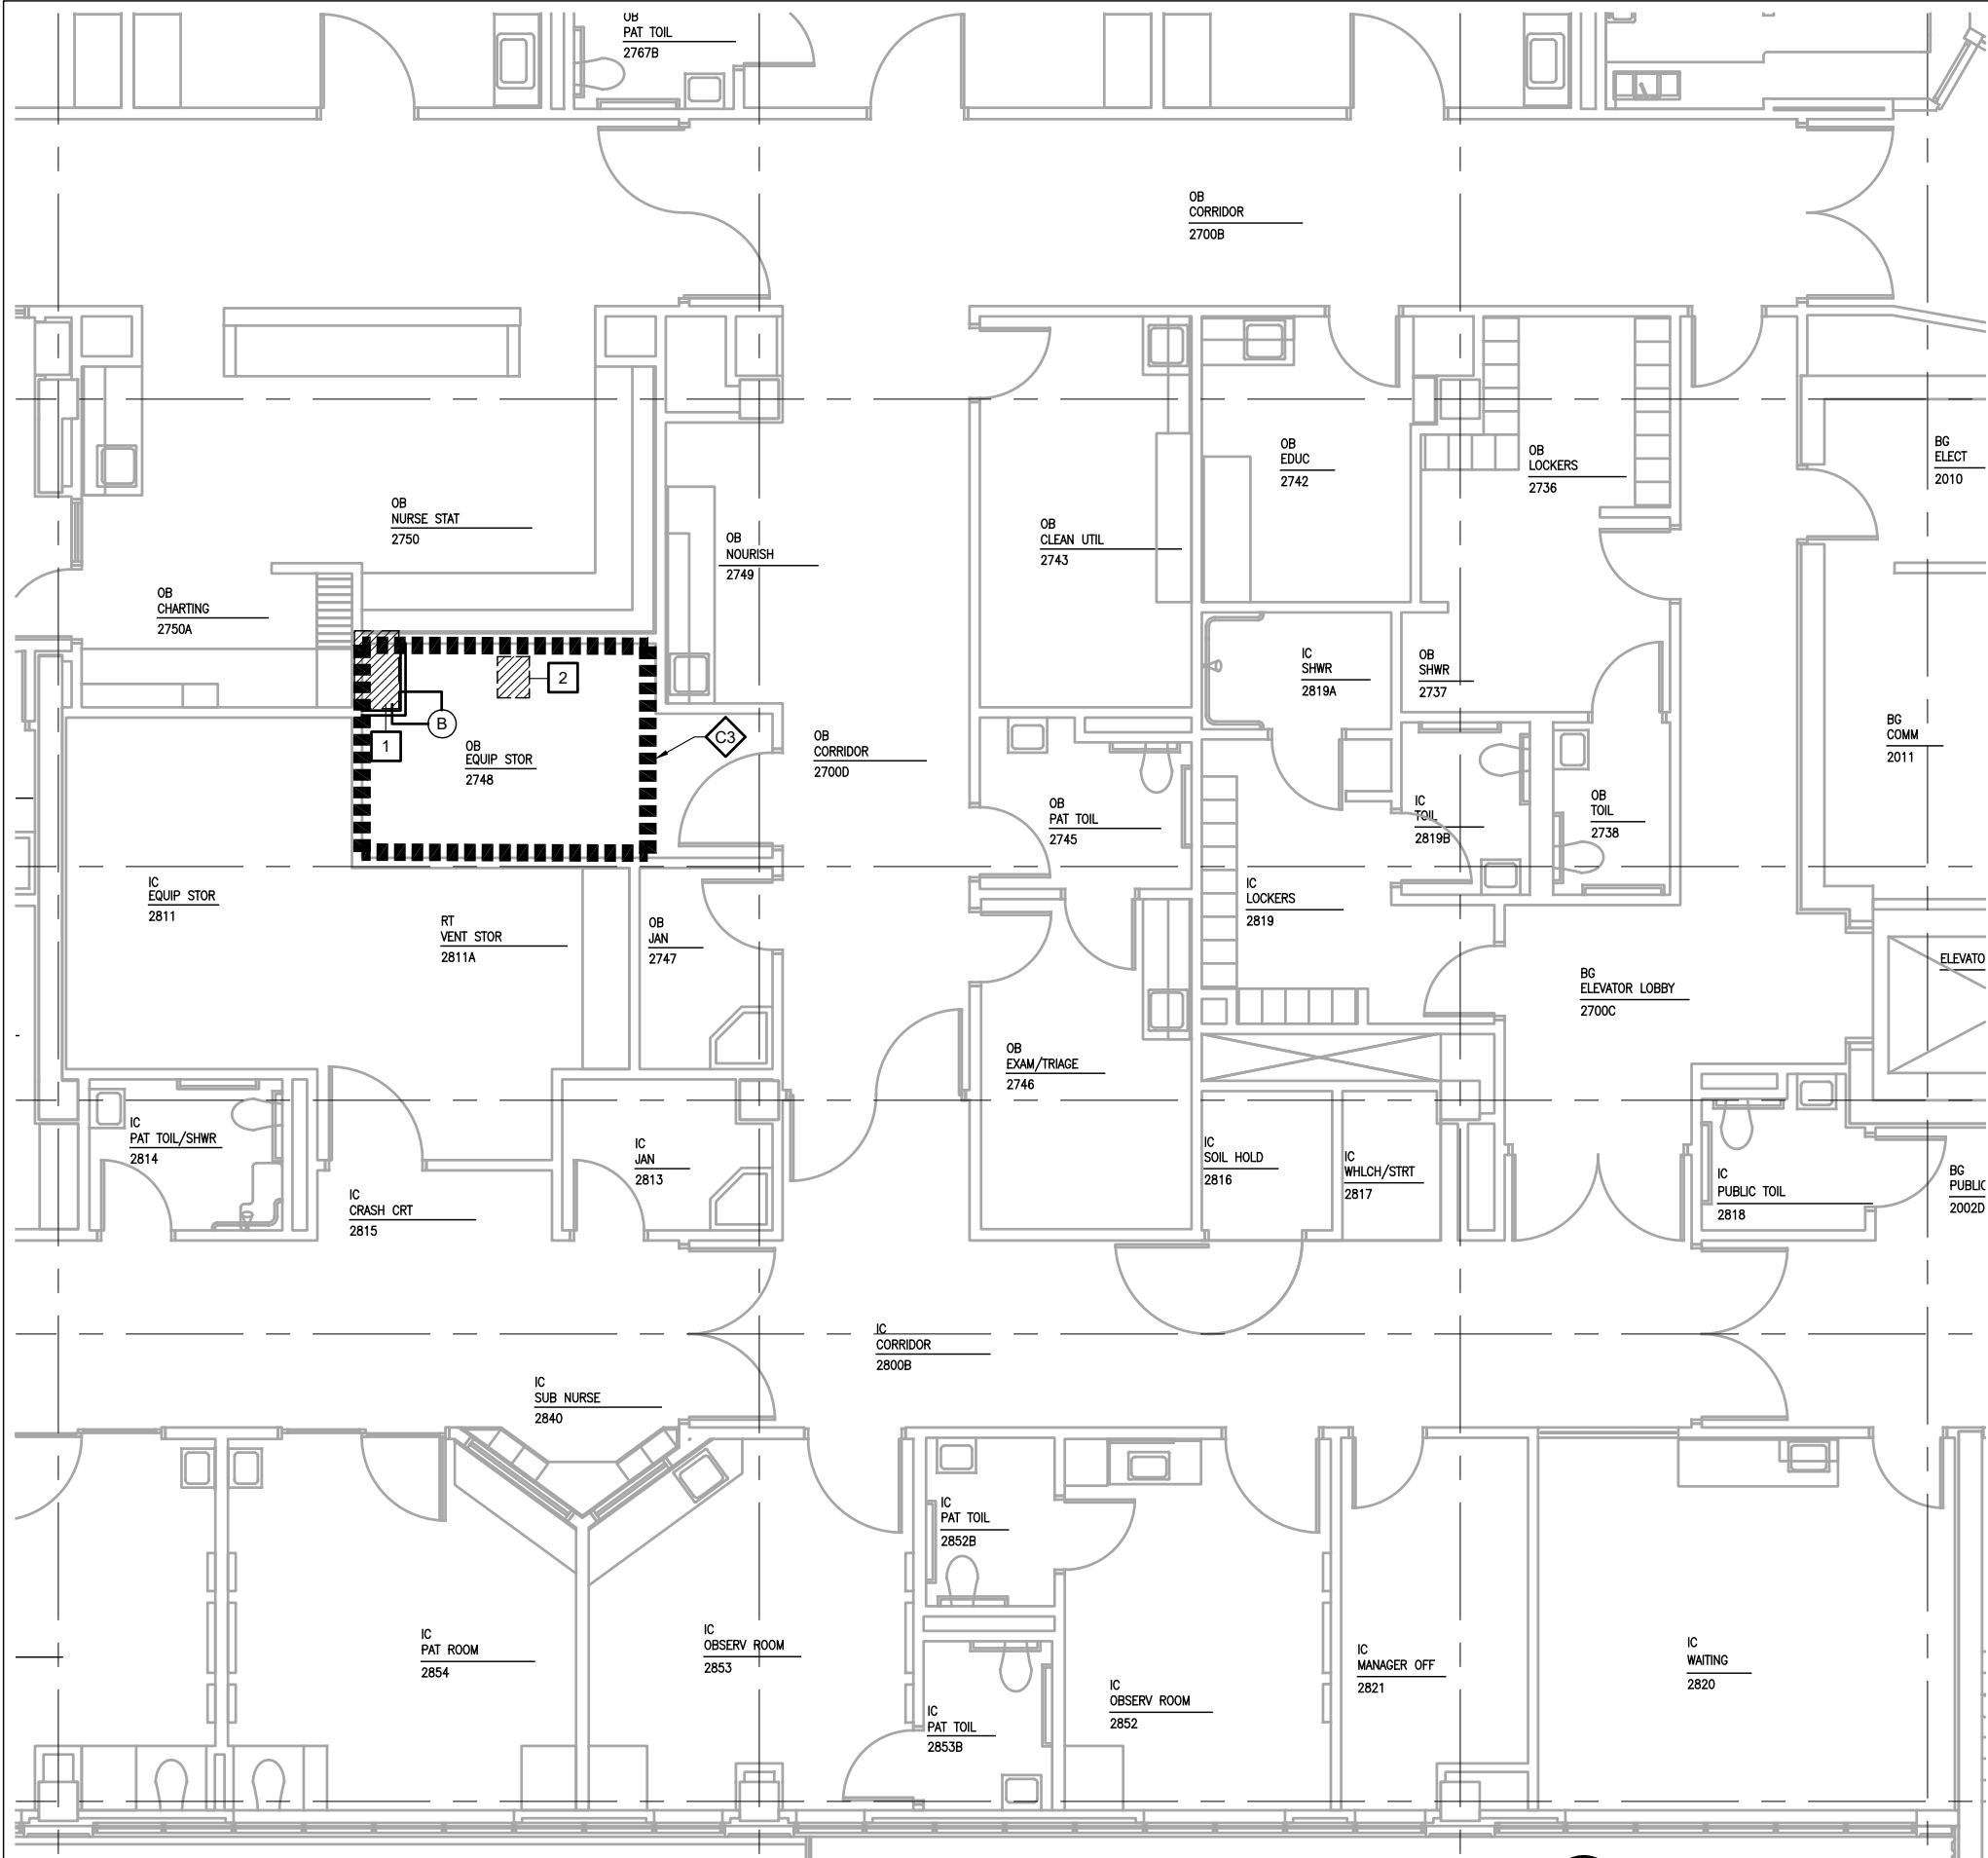 OB
PAT TOIL
2767B
OB
CORRIDOR
2700B
OB
NURSE STAT
2750
OB
NOURISH
2749
OB
CLEAN UTIL
2743
OB
EDUC
2742
OB
LOCKERS
2736
BG
ELECT
2010
OB
CHARTING
2750A
2
1
B
C3
OB
EQUIP STOR
2748
OB
CORRIDOR
2700D
IC
SHWR
2819A
OB
SHWR
2737
BG
COMM
2011
OB
PAT TOIL
2745
IC
TOIL
2819B
OB
TOIL
2738
IC
EQUIP STOR
2811
RT
VENT STOR
2811A
OB
JAN
2747
IC
LOCKERS
2819
BG
ELEVATOR LOBBY
2700C
ELEVATO
OB
EXAM/TRIAGE
2746
IC
PAT TOIL/SHWR
2814
IC
CRASH CRT
2815
IC
JAN
2813
IC
SOIL HOLD
2816
IC
WHLCH/STRT
2817
IC
PUBLIC TOIL
2818
BG
PUBLIC
2002D
IC
CORRIDOR
2800B
IC
SUB NURSE
2840
IC
PAT TOIL
2852B
IC
PAT ROOM
2854
IC
OBSERV ROOM
2853
IC
PAT TOIL
2853B
IC
OBSERV ROOM
2852
IC
MANAGER OFF
2821
IC
WAITING
2820